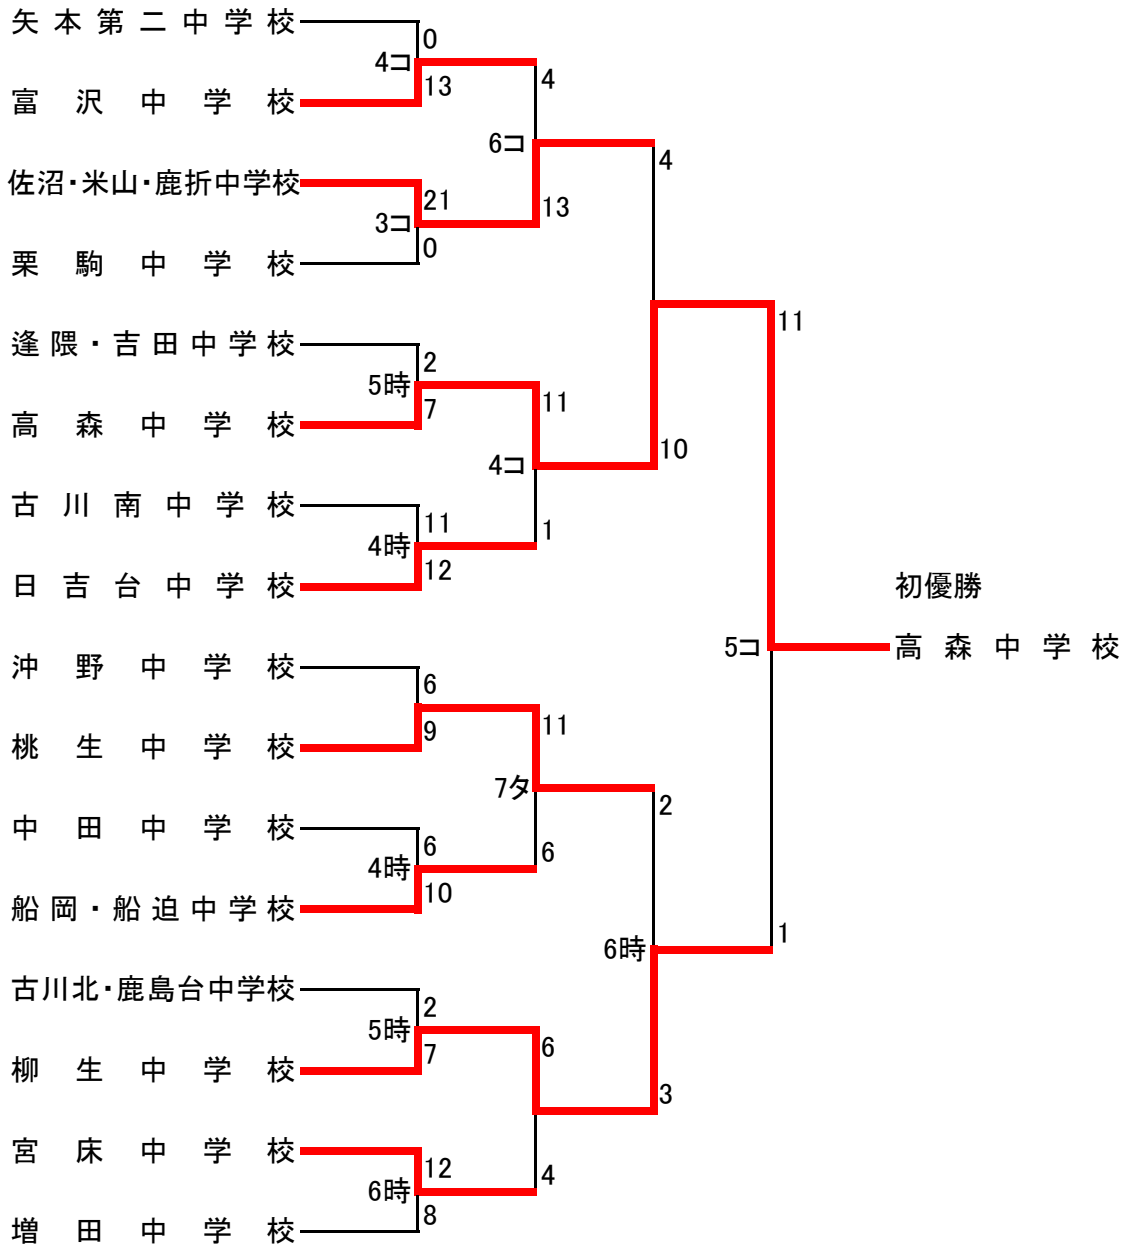 矢本第二中学校
0
4コ
13
富沢中学校
4
6コ
13
佐沼・米山・鹿折中学校
21
3コ
0
栗駒中学校
4
11
逢隈・吉田中学校
2
5時
7
高森中学校
11
4コ
1
10
古川南中学校
11
4時
12
日吉台中学校
初優勝
5コ
高森中学校
沖野中学校
6
9
桃生中学校
11
7タ
6
2
中田中学校
6
4時
10
船岡・船迫中学校
6時
1
古川北・鹿島台中学校
2
5時
7
柳生中学校
6
3
4
宮床中学校
12
6時
8
増田中学校